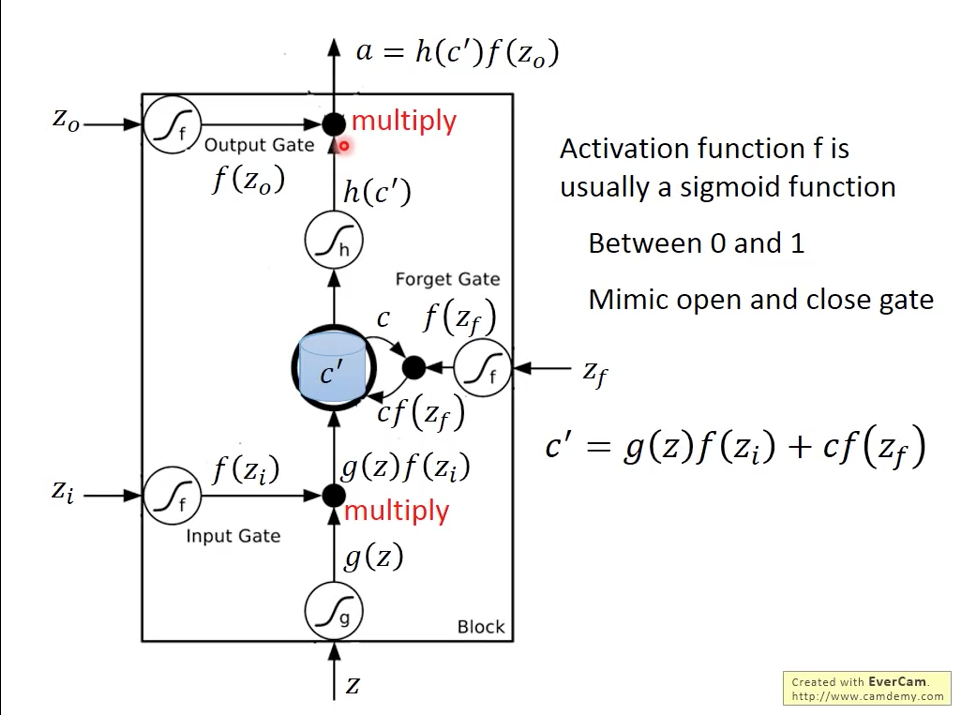 a = h(c′)f(z_o)
z_o
f
multiply
Output Gate
f(z_o)
h(c′)
h
Activation function f is
usually a sigmoid function
Between 0 and 1
Mimic open and close gate
Forget Gate
c
f(z_f)
c′
f
z_f
cf(z_f)
c′ = g(z)f(z_i) + cf(z_f)
f(z_i)
g(z)f(z_i)
z_i
f
multiply
Input Gate
g(z)
g
Block
z
Created with EverCam.
http://www.camdemy.com